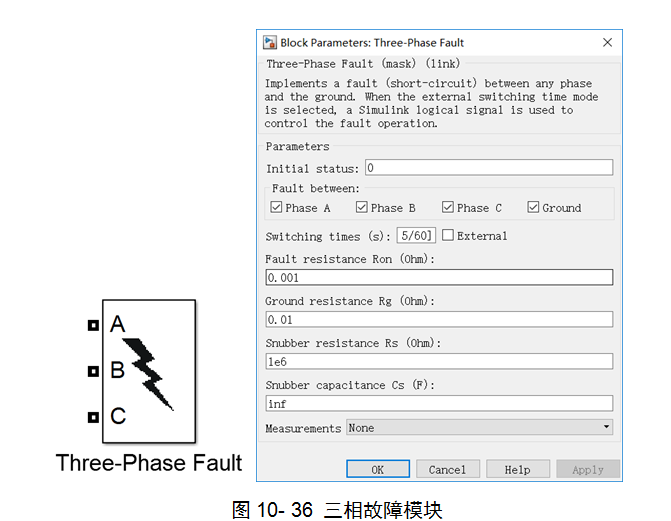 Block Parameters: Three-Phase Fault
Three-Phase Fault (mask) (link)
Implements a fault (short-circuit) between any phase
and the ground. When the external switching time mode
is selected, a Simulink logical signal is used to
control the fault operation.
Parameters
Initial status: 0
Fault between:
Phase A Phase B Phase C Ground
Switching times (s): 5/60] External
Fault resistance Ron (Ohm):
0.001
Ground resistance Rg (Ohm):
0.01
Snubber resistance Rs (Ohm):
1e6
Snubber capacitance Cs (F):
inf
Measurements None
OK Cancel Help Apply
A
B
C
Three-Phase Fault
图 10- 36 三相故障模块